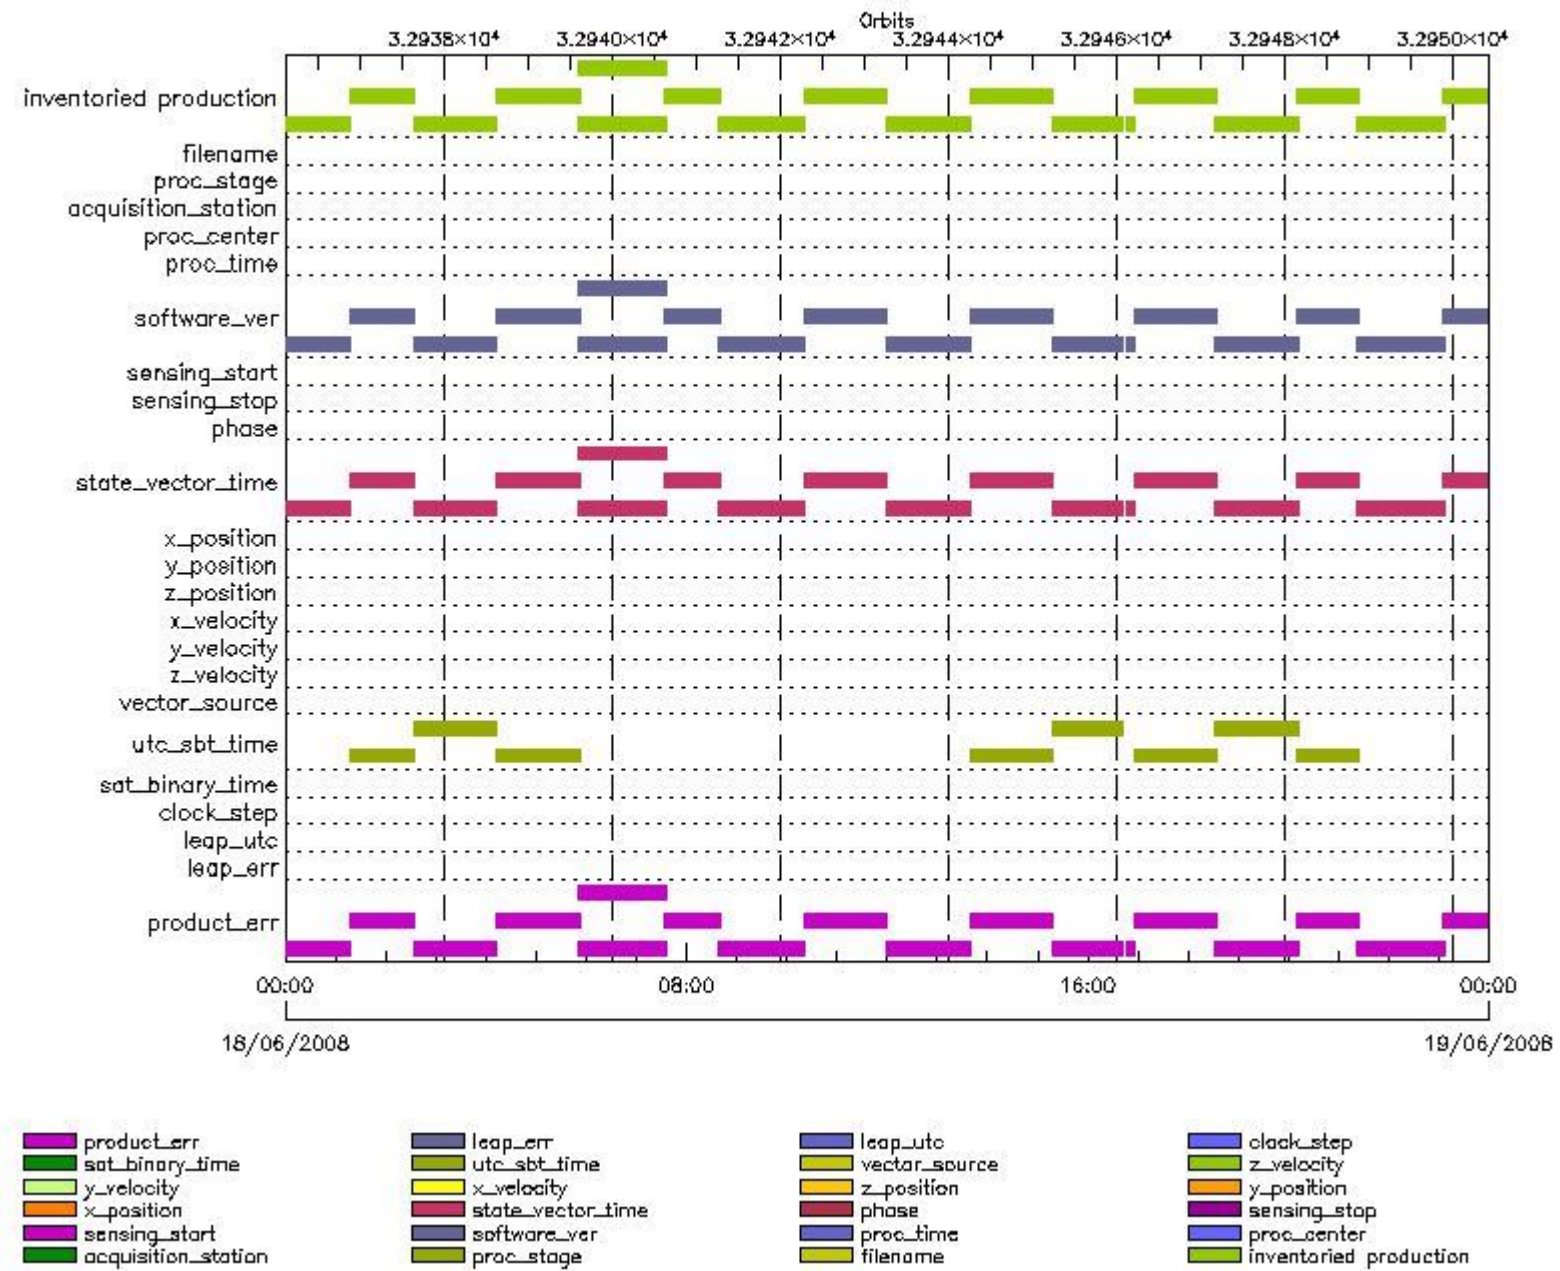 Orbits
3.2938×10⁴ 3.2940×10⁴ 3.2942×10⁴ 3.2944×10⁴ 3.2946×10⁴ 3.2948×10⁴ 3.2950×10⁴
inventoried production
filename
proc_stage
acquisition_station
proc_center
proc_time
software_ver
sensing_start
sensing_stop
phase
state_vector_time
x_position
y_position
z_position
x_velocity
y_velocity
z_velocity
vector_source
utc_sbt_time
sat_binary_time
clock_step
leap_utc
leap_err
product_err
00:00 08:00 16:00 00:00
18/06/2008 19/06/2008
product_err leap_err leap_utc clock_step
sat_binary_time utc_sbt_time vector_source z_velocity
y_velocity x_velocity z_position y_position
x_position state_vector_time phase sensing_stop
sensing_start software_ver proc_time proc_center
acquisition_station proc_stage filename inventoried production